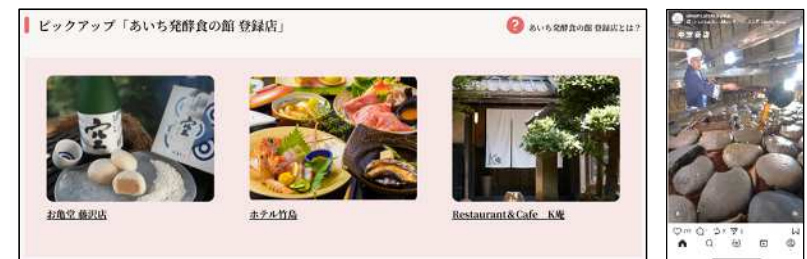 ピックアップ「あいち発酵食の館 登録店」
? あいち発酵食の館 登録店とは?
空
お亀堂 藤沢店
ホテル竹島
Restaurant&Cafe K庵